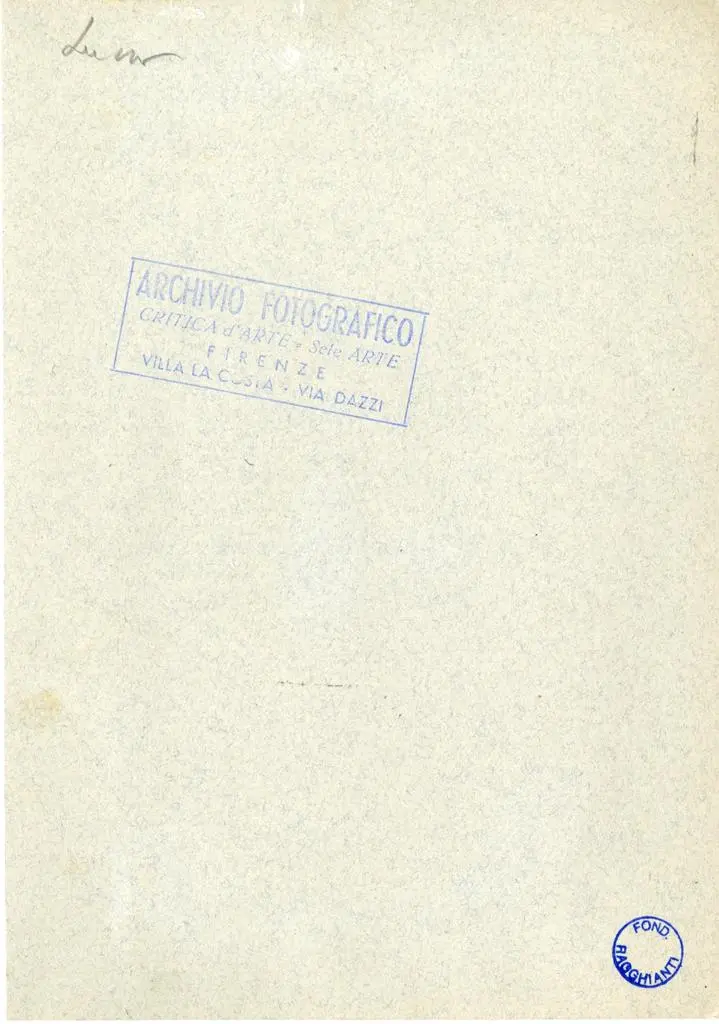 ARCHIVIO FOTOGRAFICO
CRITICA d'ARTE e Sele ARTE
FIRENZE
VILLA LA COSTA - VIA DAZZI
FOND.
RAGGHIANTI